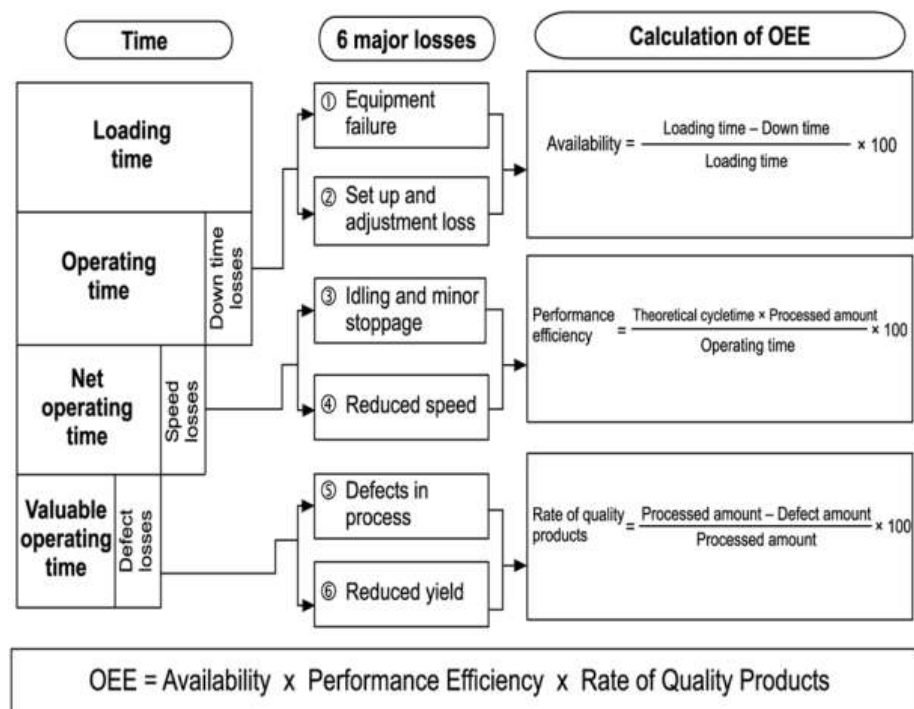 Time
6 major losses
Calculation of OEE
Loading
time
Operating
time
Down time
losses
Net
operating
time
Speed
losses
Valuable
operating
time
Defect
losses
① Equipment
failure
② Set up and
adjustment loss
③ Idling and minor
stoppage
④ Reduced speed
⑤ Defects in
process
⑥ Reduced yield
Availability = Loading time – Down time / Loading time × 100
Performance
efficiency = Theoretical cycletime × Processed amount / Operating time × 100
Rate of quality
products = Processed amount – Defect amount / Processed amount × 100
OEE = Availability x Performance Efficiency x Rate of Quality Products